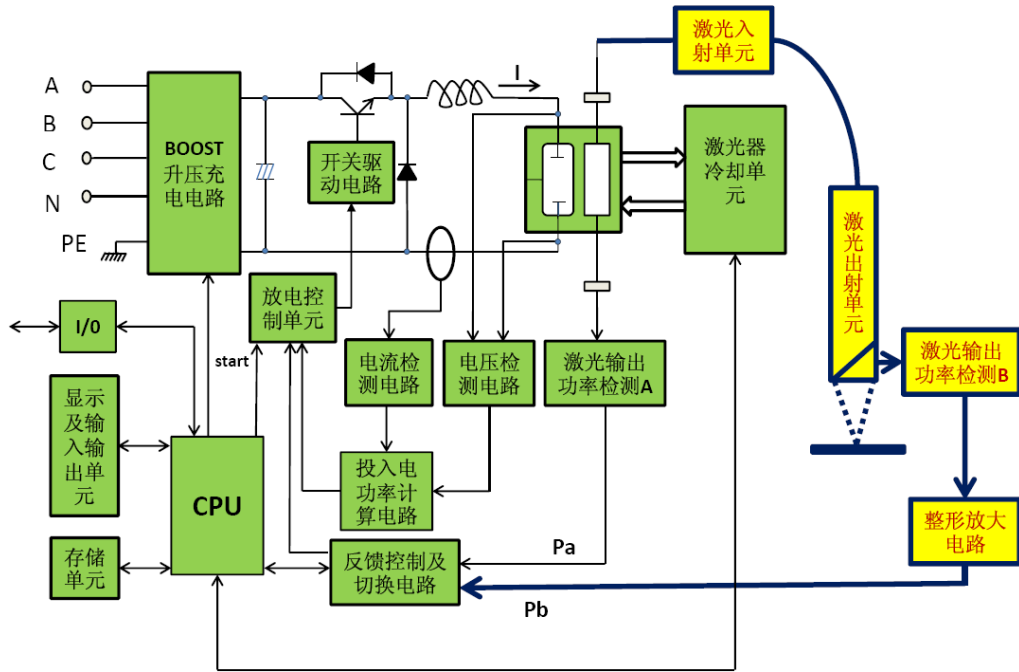 激光入
射单元
I
A
B
C
N
PE
BOOST
升压充
电电路
开关驱
动电路
激光器
冷却单
元
激光出射单元
放电控
制单元
I/0
start
电流检
测电路
电压检
测电路
激光输出
功率检测A
激光输出
功率检测B
显示
及输
入输
出单
元
CPU
投入电
功率计
算电路
整形放大
电路
存储
单元
反馈控制及
切换电路
Pa
Pb